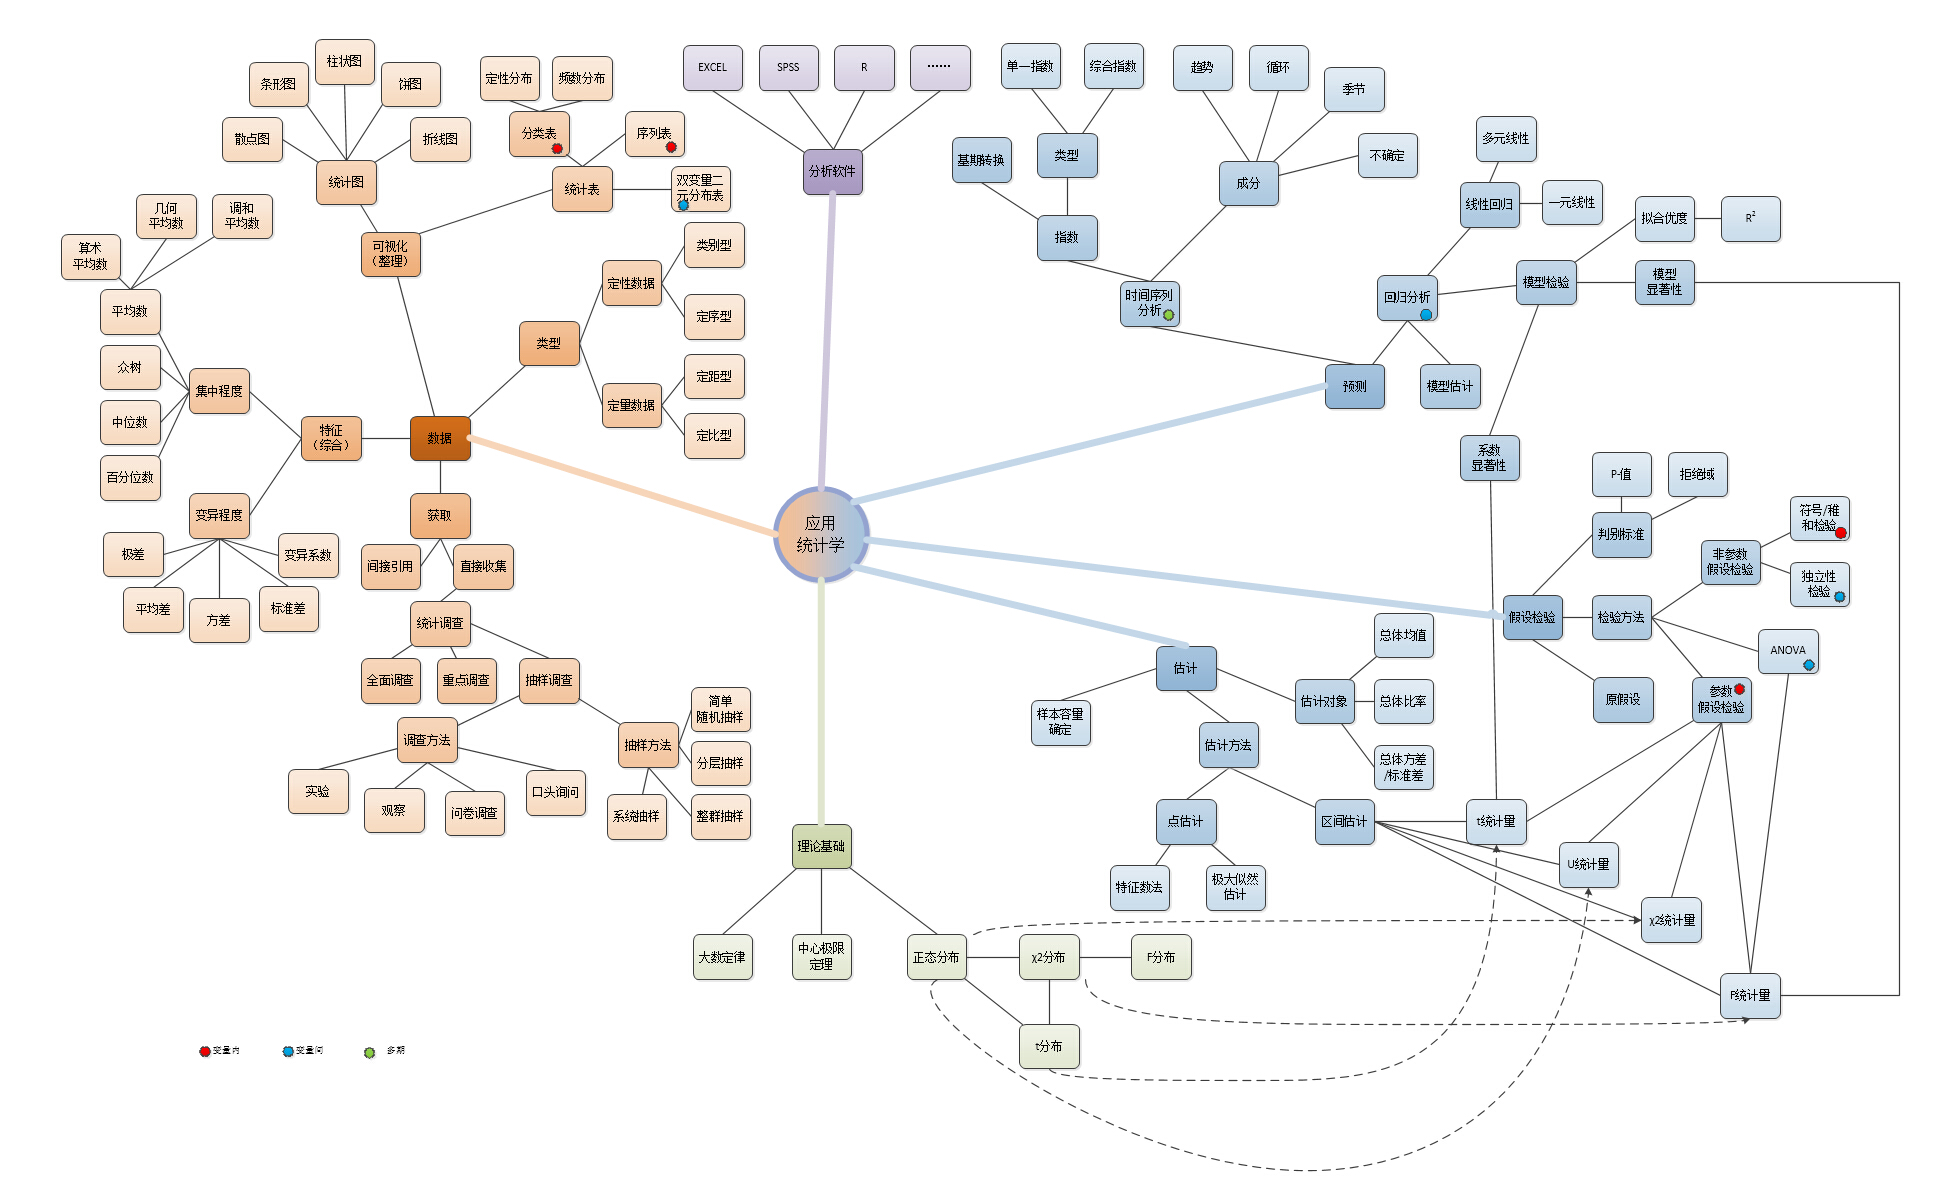 柱状图
条形图
饼图
散点图
折线图
统计图
定性分布
频数分布
分类表
序列表
统计表
双变量二
元分布表
可视化
（整理）
几何
平均数
调和
平均数
算术
平均数
平均数
众树
中位数
百分位数
集中程度
特征
（综合）
变异程度
极差
平均差
方差
标准差
变异系数
数据
类型
定性数据
类别型
定序型
定量数据
定距型
定比型
获取
间接引用
直接收集
统计调查
全面调查
重点调查
抽样调查
调查方法
实验
观察
问卷调查
口头询问
抽样方法
简单
随机抽样
分层抽样
系统抽样
整群抽样
EXCEL
SPSS
R
······
分析软件
应用
统计学
单一指数
综合指数
基期转换
类型
指数
趋势
循环
季节
不确定
成分
时间序列
分析
预测
多元线性
线性回归
一元线性
回归分析
模型估计
模型检验
拟合优度
R²
模型
显著性
系数
显著性
P-值
拒绝域
判别标准
假设检验
检验方法
原假设
非参数
假设检验
符号/稚
和检验
独立性
检验
ANOVA
参数
假设检验
估计
样本容量
确定
估计方法
估计对象
总体均值
总体比率
总体方差
/标准差
点估计
区间估计
特征数法
极大似然
估计
t统计量
U统计量
χ2统计量
F统计量
理论基础
大数定律
中心极限
定理
正态分布
χ2分布
F分布
t分布
变量内
变量间
多期